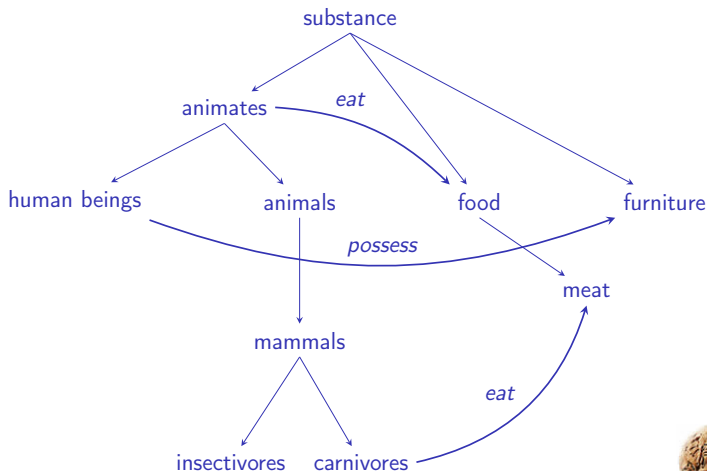 substance
eat
animates
human beings
animals
food
furniture
possess
meat
mammals
eat
insectivores
carnivores